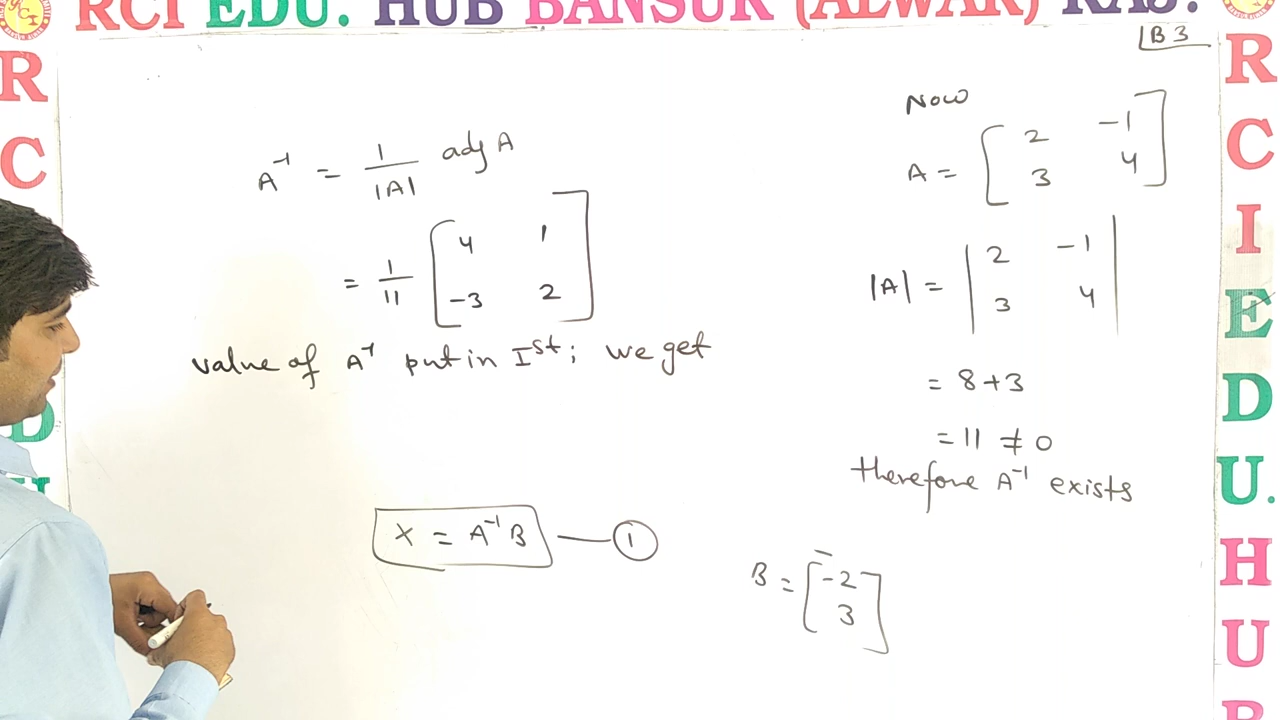 RCI EDU. HUB BANSUR (ALWAR) RAJ.
B 3
A⁻¹ = 1/|A| adj A
= 1/11 [4 1
-3 2]
value of A⁻¹ put in Iˢᵗ; we get
X = A⁻¹B — ①
Now
A = [2 -1
3 4]
|A| = |2 -1
3 4|
= 8+3
= 11 ≠ 0
therefore A⁻¹ exists
B = [-2
3]
R
C
D
U
R
C
I
E
D
U.
H
U
B